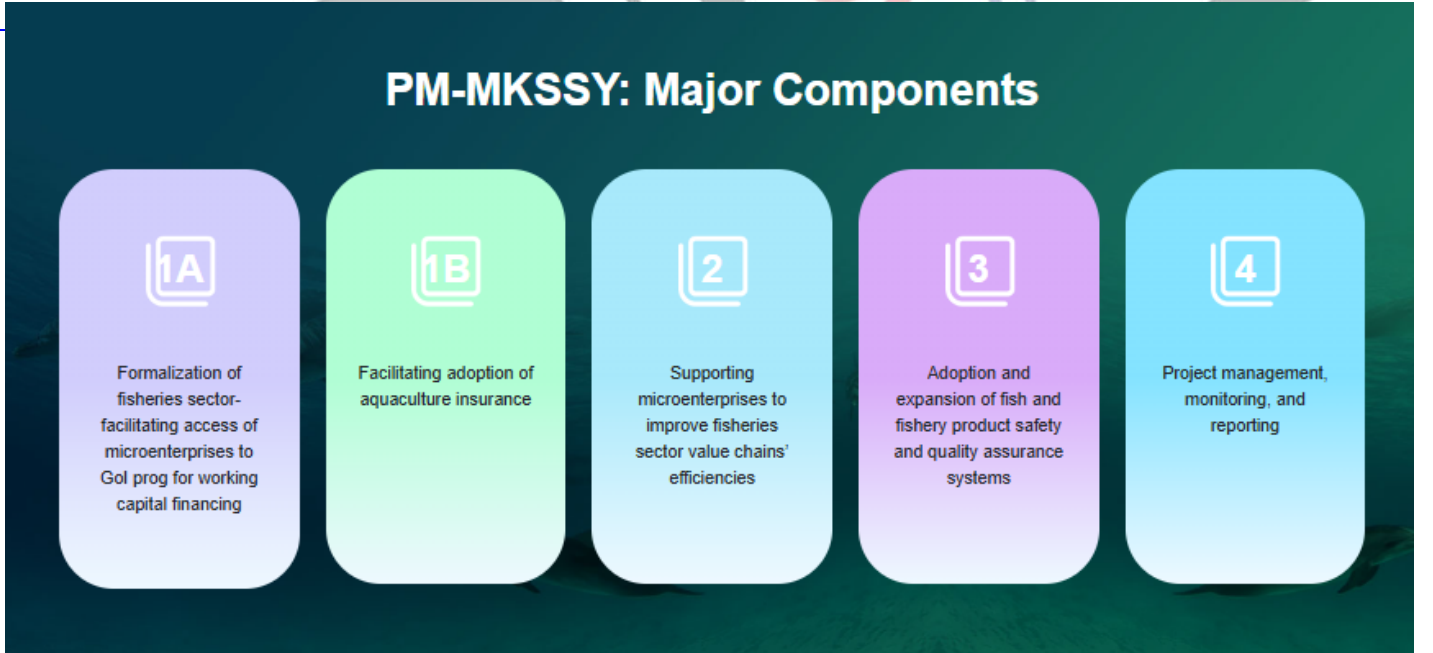 PM-MKSSY: Major Components
1A
Formalization of
fisheries sector-
facilitating access of
microenterprises to
GoI prog for working
capital financing
1B
Facilitating adoption of
aquaculture insurance
2
Supporting
microenterprises to
improve fisheries
sector value chains’
efficiencies
3
Adoption and
expansion of fish and
fishery product safety
and quality assurance
systems
4
Project management,
monitoring, and
reporting